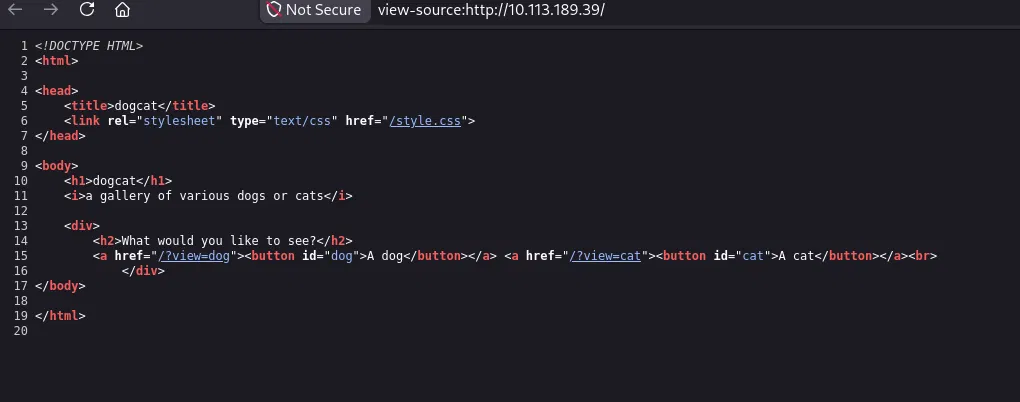 Not Secure view-source:http://10.113.189.39/
1 <!DOCTYPE HTML>
2 <html>
3
4 <head>
5     <title>dogcat</title>
6     <link rel="stylesheet" type="text/css" href="/style.css">
7 </head>
8
9 <body>
10     <h1>dogcat</h1>
11     <i>a gallery of various dogs or cats</i>
12
13     <div>
14         <h2>What would you like to see?</h2>
15         <a href="/?view=dog"><button id="dog">A dog</button></a> <a href="/?view=cat"><button id="cat">A cat</button></a><br>
16             </div>
17 </body>
18
19 </html>
20